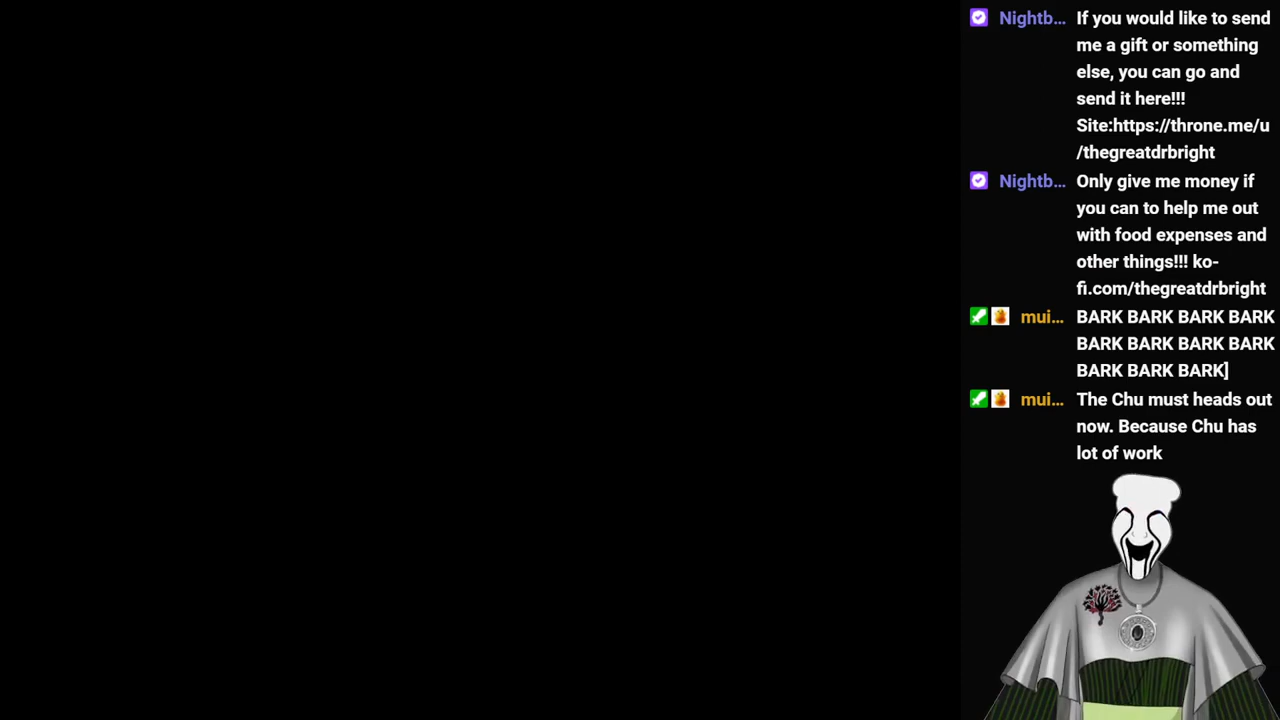 Nightb... If you would like to send
me a gift or something
else, you can go and
send it here!!!
Site:https://throne.me/u
/thegreatdrbright
Nightb... Only give me money if
you can to help me out
with food expenses and
other things!!! ko-
fi.com/thegreatdrbright
mui... BARK BARK BARK BARK
BARK BARK BARK BARK
BARK BARK BARK]
mui... The Chu must heads out
now. Because Chu has
lot of work